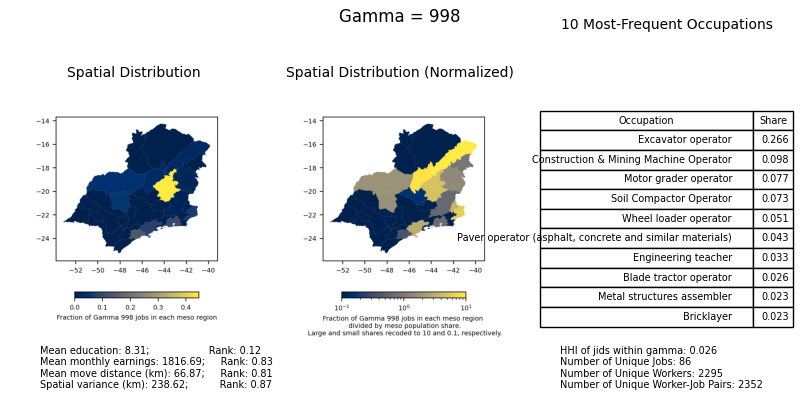 Gamma = 998
10 Most-Frequent Occupations
Spatial Distribution
Spatial Distribution (Normalized)
−14
−16
−18
−20
−22
−24
−52 −50 −48 −46 −44 −42 −40
0.0 0.1 0.2 0.3 0.4
Fraction of Gamma 998 jobs in each meso region
−14
−16
−18
−20
−22
−24
−52 −50 −48 −46 −44 −42 −40
10−1 100 101
Fraction of Gamma 998 jobs in each meso region
divided by meso population share.
Large and small shares recoded to 10 and 0.1, respectively.
Occupation Share
Excavator operator 0.266
Construction & Mining Machine Operator 0.098
Motor grader operator 0.077
Soil Compactor Operator 0.073
Wheel loader operator 0.051
Paver operator (asphalt, concrete and similar materials) 0.043
Engineering teacher 0.033
Blade tractor operator 0.026
Metal structures assembler 0.023
Bricklayer 0.023
Mean education: 8.31; Rank: 0.12
Mean monthly earnings: 1816.69; Rank: 0.83
Mean move distance (km): 66.87; Rank: 0.81
Spatial variance (km): 238.62; Rank: 0.87
HHI of jids within gamma: 0.026
Number of Unique Jobs: 86
Number of Unique Workers: 2295
Number of Unique Worker-Job Pairs: 2352